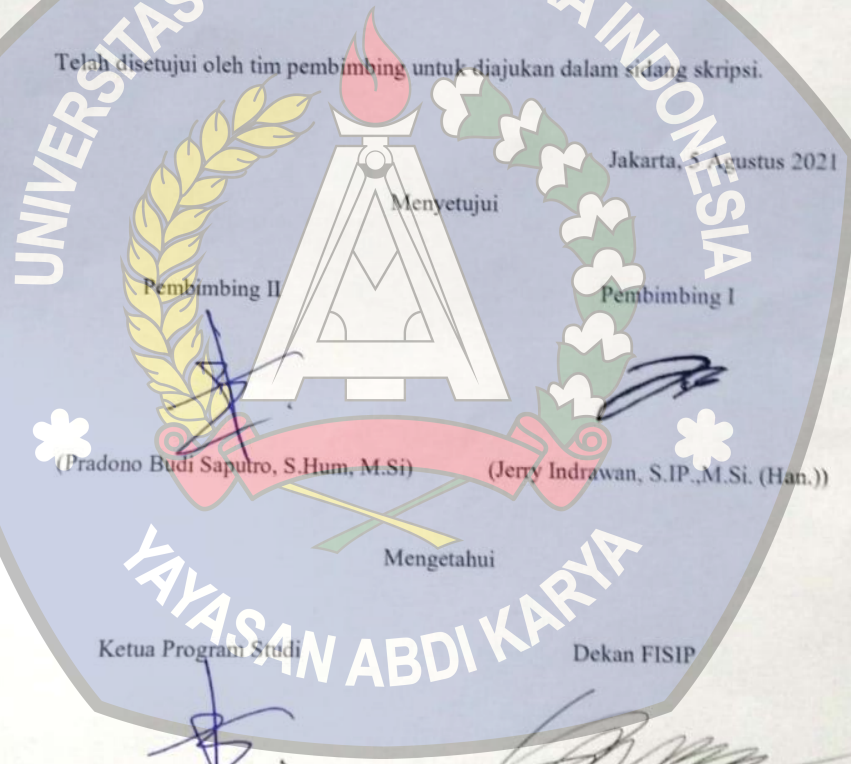 Telah disetujui oleh tim pembimbing untuk diajukan dalam sidang skripsi.
Jakarta, 5 Agustus 2021
Menyetujui
Pembimbing II Pembimbing I
(Pradono Budi Saputro, S.Hum, M.Si) (Jerry Indrawan, S.IP.,M.Si. (Han.))
Mengetahui
Ketua Program Studi Dekan FISIP
INDONESIA
YAYASAN ABDI KARYA